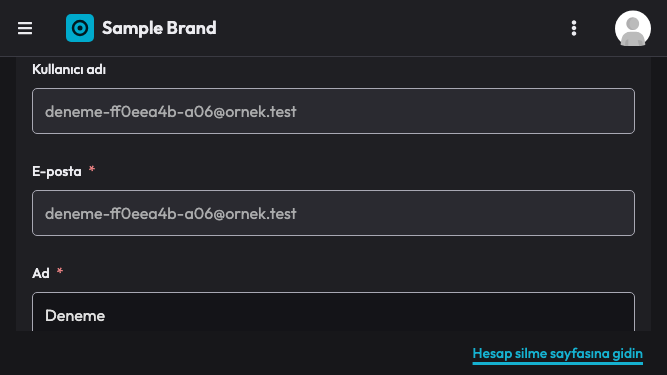 Sample Brand
Kullanıcı adı
deneme-ff0eea4b-a06@ornek.test
E-posta *
deneme-ff0eea4b-a06@ornek.test
Ad *
Deneme
Hesap silme sayfasına gidin